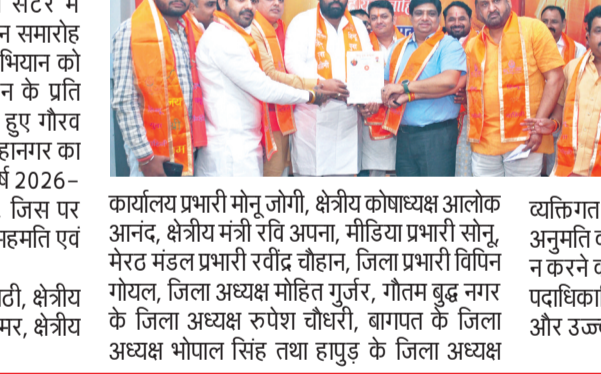 सेंटर में
न समारोह
भियान को
न के प्रति
हुए गौरव
हानगर का
र्ष 2026–
जिस पर
सहमति एवं
ठी, क्षेत्रीय
मर, क्षेत्रीय
कार्यालय प्रभारी मोनू जोगी, क्षेत्रीय कोषाध्यक्ष आलोक
आनंद, क्षेत्रीय मंत्री रवि अपना, मीडिया प्रभारी सोनू,
मेरठ मंडल प्रभारी रवींद्र चौहान, जिला प्रभारी विपिन
गोयल, जिला अध्यक्ष मोहित गुर्जर, गौतम बुद्ध नगर
के जिला अध्यक्ष रुपेश चौधरी, बागपत के जिला
अध्यक्ष भोपाल सिंह तथा हापुड़ के जिला अध्यक्ष
व्यक्तिगत
अनुमति
न करने
पदाधिकारि
और उज्ज